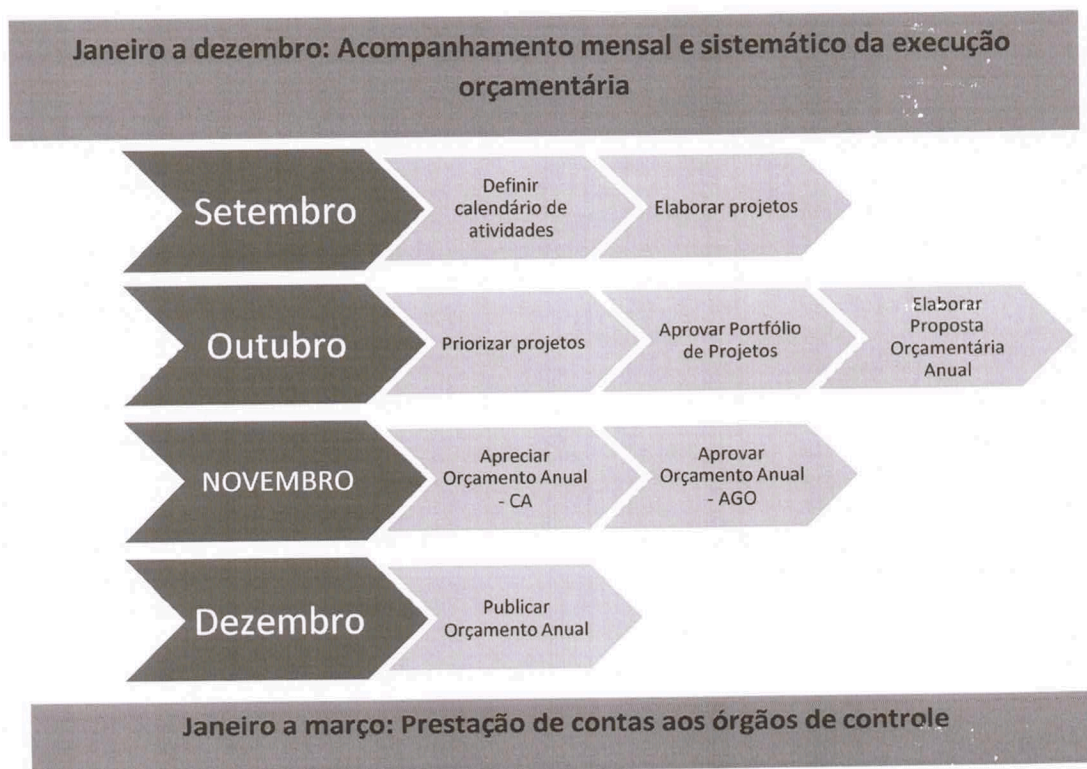 Janeiro a dezembro: Acompanhamento mensal e sistemático da execução
orçamentária
Setembro
Definir
calendário de
atividades
Elaborar projetos
Outubro
Priorizar projetos
Aprovar Portfólio
de Projetos
Elaborar
Proposta
Orçamentária
Anual
NOVEMBRO
Apreciar
Orçamento Anual
- CA
Aprovar
Orçamento Anual
- AGO
Dezembro
Publicar
Orçamento Anual
Janeiro a março: Prestação de contas aos órgãos de controle